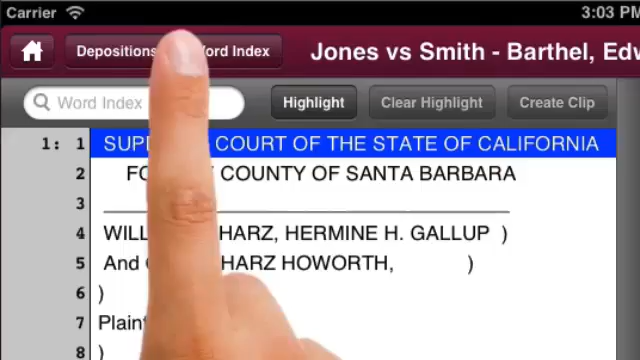 Carrier 3:03 PM
Depositions Word Index Jones vs Smith - Barthel, Edw
Word Index Highlight Clear Highlight Create Clip
1: 1 SUP COURT OF THE STATE OF CALIFORNIA
2 FO COUNTY OF SANTA BARBARA
3
4 WILL HARZ, HERMINE H. GALLUP )
5 And HARZ HOWORTH, )
6 )
7 Plaint
8 )